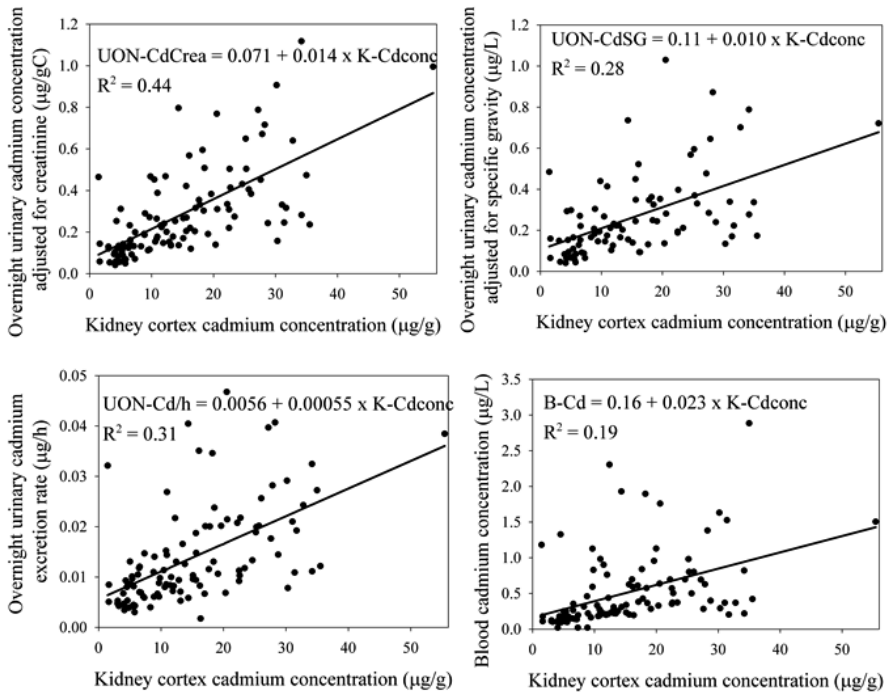 Overnight urinary cadmium concentration
adjusted for creatinine (µg/gC)
1.2
1.0
0.8
0.6
0.4
0.2
0.0
UON-CdCrea = 0.071 + 0.014 x K-Cdconc
R² = 0.44
0 10 20 30 40 50
Kidney cortex cadmium concentration (µg/g)
Overnight urinary cadmium concentration
adjusted for specific gravity (µg/L)
1.2
1.0
0.8
0.6
0.4
0.2
0.0
UON-CdSG = 0.11 + 0.010 x K-Cdconc
R² = 0.28
0 10 20 30 40 50
Kidney cortex cadmium concentration (µg/g)
Overnight urinary cadmium
excretion rate (µg/h)
0.05
0.04
0.03
0.02
0.01
0.00
UON-Cd/h = 0.0056 + 0.00055 x K-Cdconc
R² = 0.31
0 10 20 30 40 50
Kidney cortex cadmium concentration (µg/g)
Blood cadmium concentration (µg/L)
3.5
3.0
2.5
2.0
1.5
1.0
0.5
0.0
B-Cd = 0.16 + 0.023 x K-Cdconc
R² = 0.19
0 10 20 30 40 50
Kidney cortex cadmium concentration (µg/g)